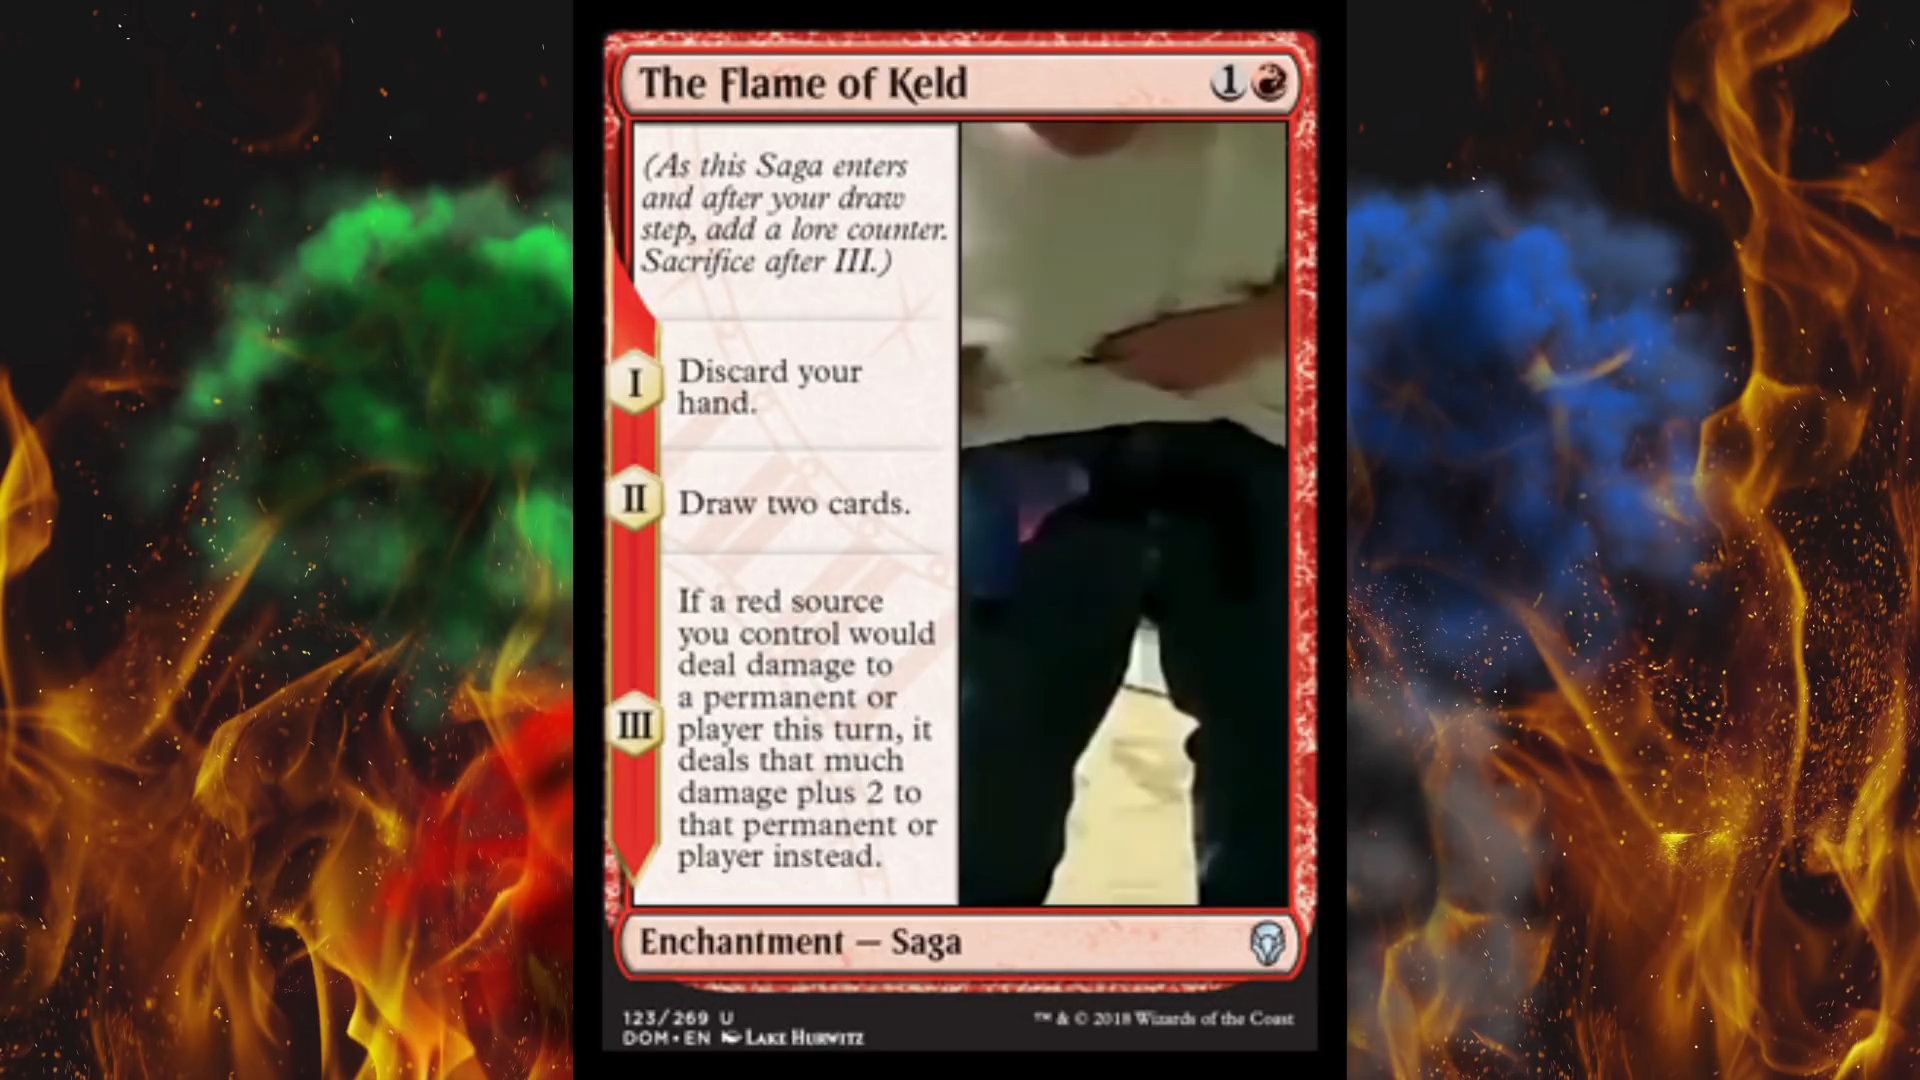 The Flame of Keld
1
(As this Saga enters
and after your draw
step, add a lore counter.
Sacrifice after III.)
I
Discard your
hand.
II
Draw two cards.
III
If a red source
you control would
deal damage to
a permanent or
player this turn, it
deals that much
damage plus 2 to
that permanent or
player instead.
Enchantment — Saga
123/269 U
DOM • EN LAKE HURWITZ
™ & © 2018 Wizards of the Coast